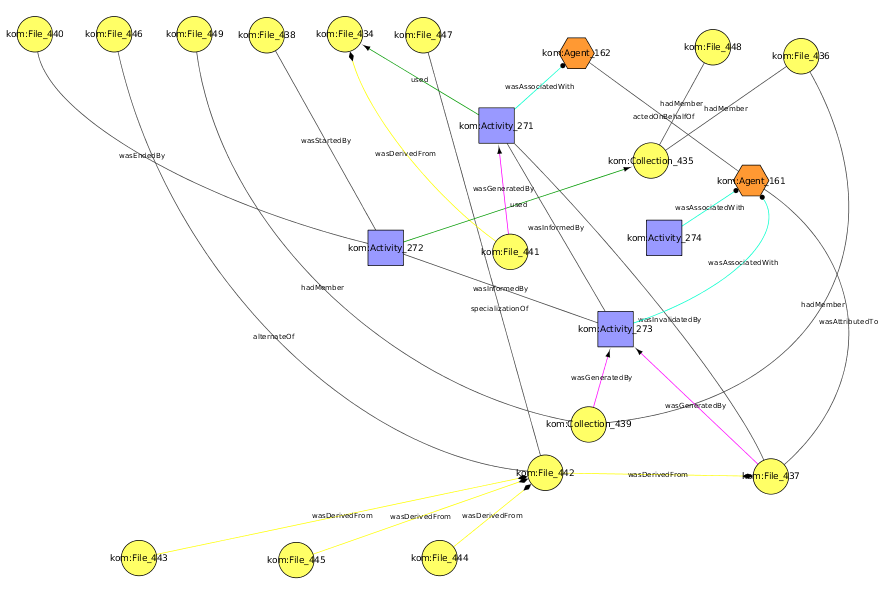 kom:File_440
kom:File_446
kom:File_449
kom:File_438
kom:File_434
kom:File_447
kom:Agent_162
kom:File_448
kom:File_436
used
wasAssociatedWith
hadMember
hadMember
actedOnBehalfOf
kom:Activity_271
wasStartedBy
wasEndedBy
wasDerivedFrom
kom:Collection_435
kom:Agent_161
wasGeneratedBy
used
wasAssociatedWith
wasInformedBy
kom:Activity_274
kom:Activity_272
kom:File_441
wasAssociatedWith
hadMember
wasInformedBy
specializationOf
hadMember
wasInvalidatedBy
wasAttributedTo
kom:Activity_273
alternateOf
wasGeneratedBy
wasGeneratedBy
kom:Collection_439
kom:File_442
wasDerivedFrom
kom:File_437
wasDerivedFrom
wasDerivedFrom
wasDerivedFrom
kom:File_443
kom:File_445
kom:File_444